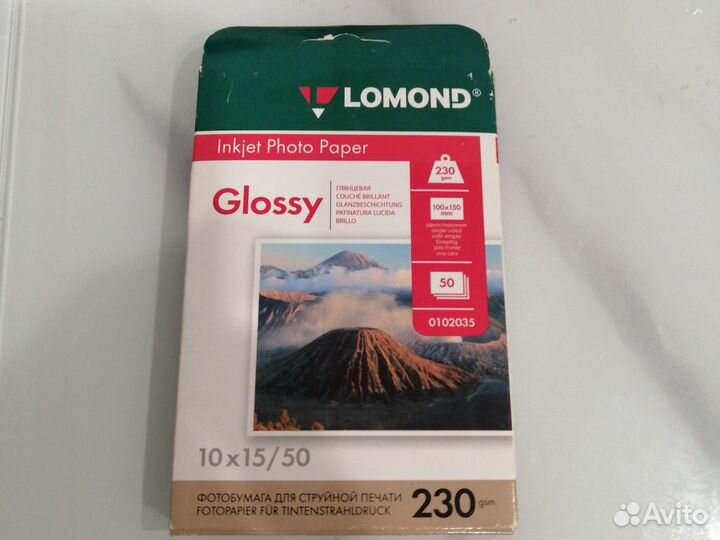 LOMOND®
Inkjet Photo Paper
Glossy
ГЛЯНЦЕВАЯ
COUCHÉ BRILLANT
GLANZBESCHICHTUNG
PATINATURA LUCIDA
BRILLO
230
gsm
100x150
mm
односторонняя
single-sided
côté simple
Einseitig
solo fronte
una cara
50
0102035
10x15/50
ФОТОБУМАГА ДЛЯ СТРУЙНОЙ ПЕЧАТИ
FOTOPAPIER FÜR TINTENSTRAHLDRUCK
230 gsm
Avito